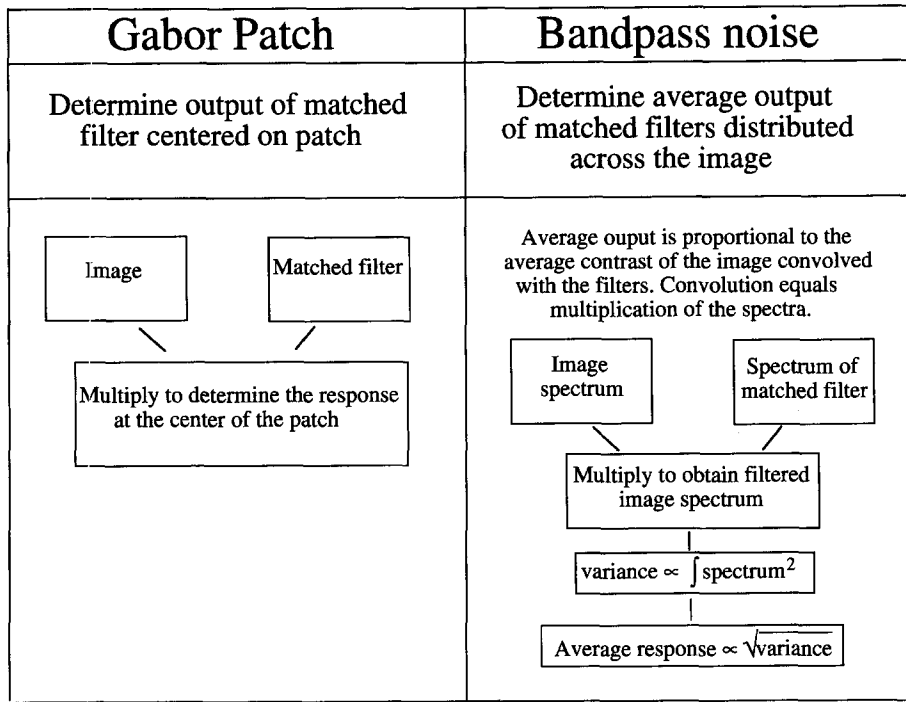 Gabor Patch
Determine output of matched
filter centered on patch
Image
Matched filter
Multiply to determine the response
at the center of the patch
Bandpass noise
Determine average output
of matched filters distributed
across the image
Average ouput is proportional to the
average contrast of the image convolved
with the filters. Convolution equals
multiplication of the spectra.
Image
spectrum
Spectrum of
matched filter
Multiply to obtain filtered
image spectrum
variance ∝ ∫ spectrum²
Average response ∝ √variance